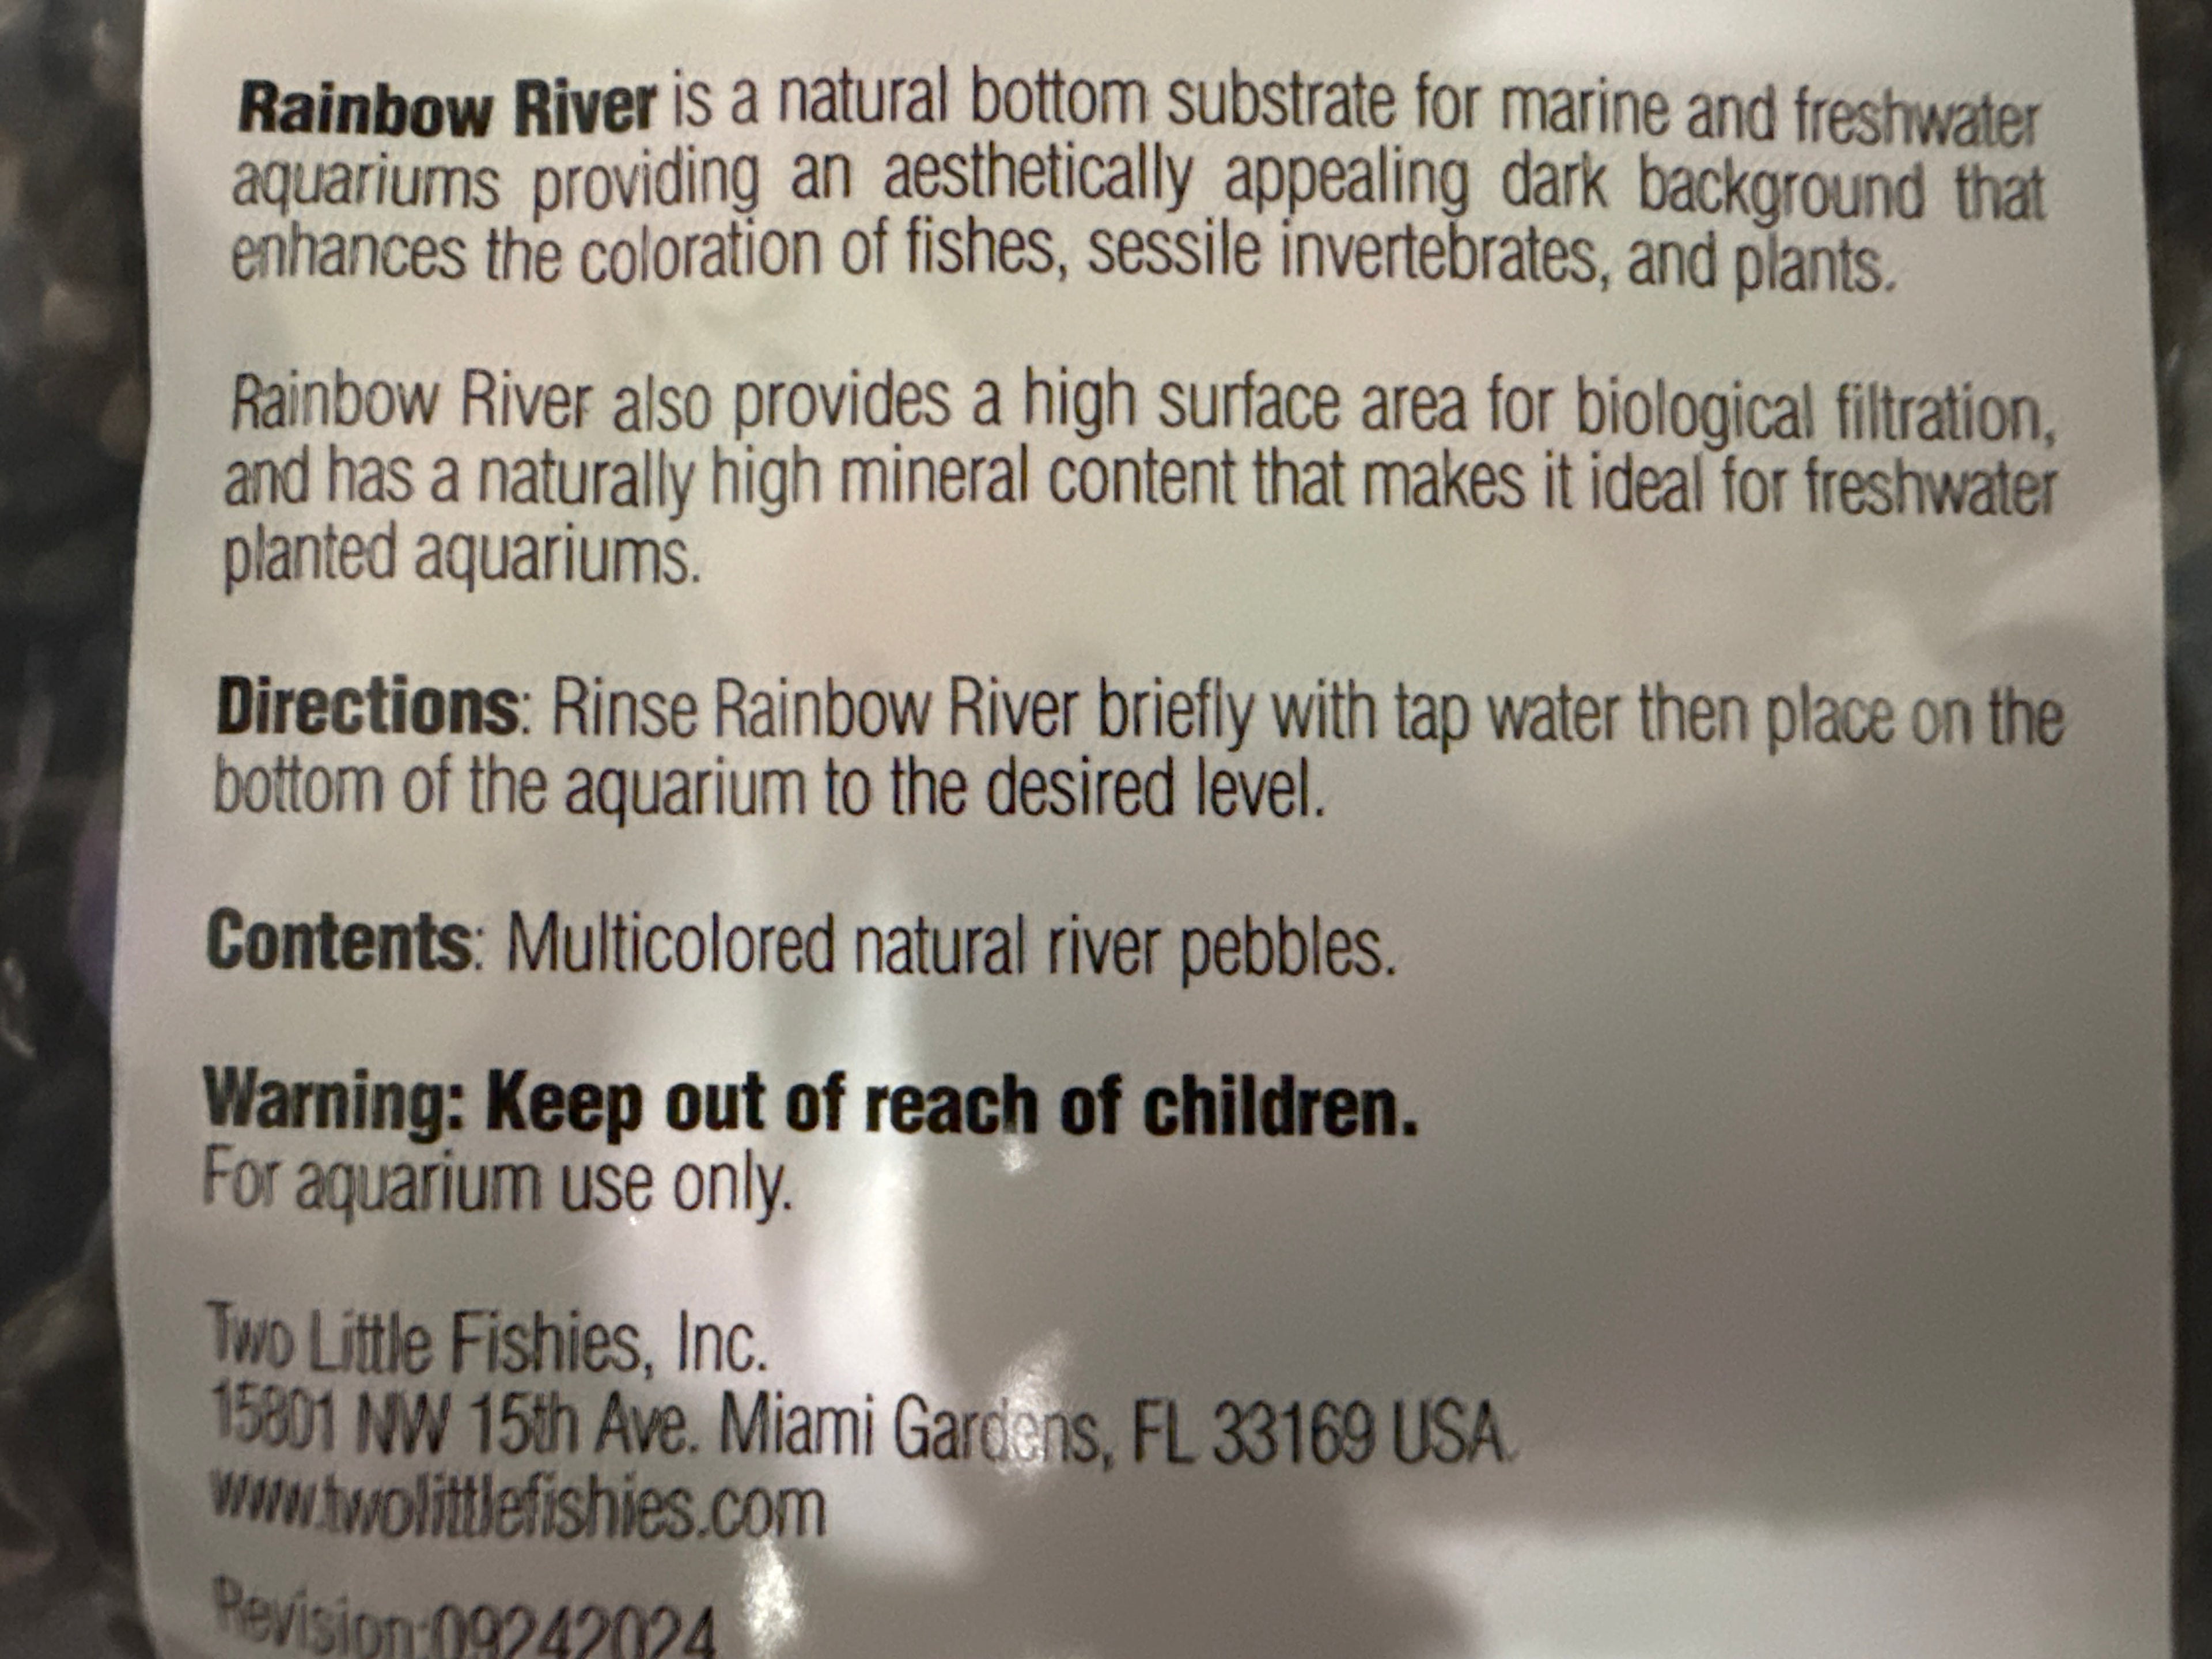 Rainbow River is a natural bottom substrate for marine and freshwater
aquariums providing an aesthetically appealing dark background that
enhances the coloration of fishes, sessile invertebrates, and plants.
Rainbow River also provides a high surface area for biological filtration,
and has a naturally high mineral content that makes it ideal for freshwater
planted aquariums.
Directions: Rinse Rainbow River briefly with tap water then place on the
bottom of the aquarium to the desired level.
Contents: Multicolored natural river pebbles.
Warning: Keep out of reach of children.
For aquarium use only.
Two Little Fishies, Inc.
15801 NW 15th Ave. Miami Gardens, FL 33169 USA.
www.twolittlefishies.com
Revision:09242024